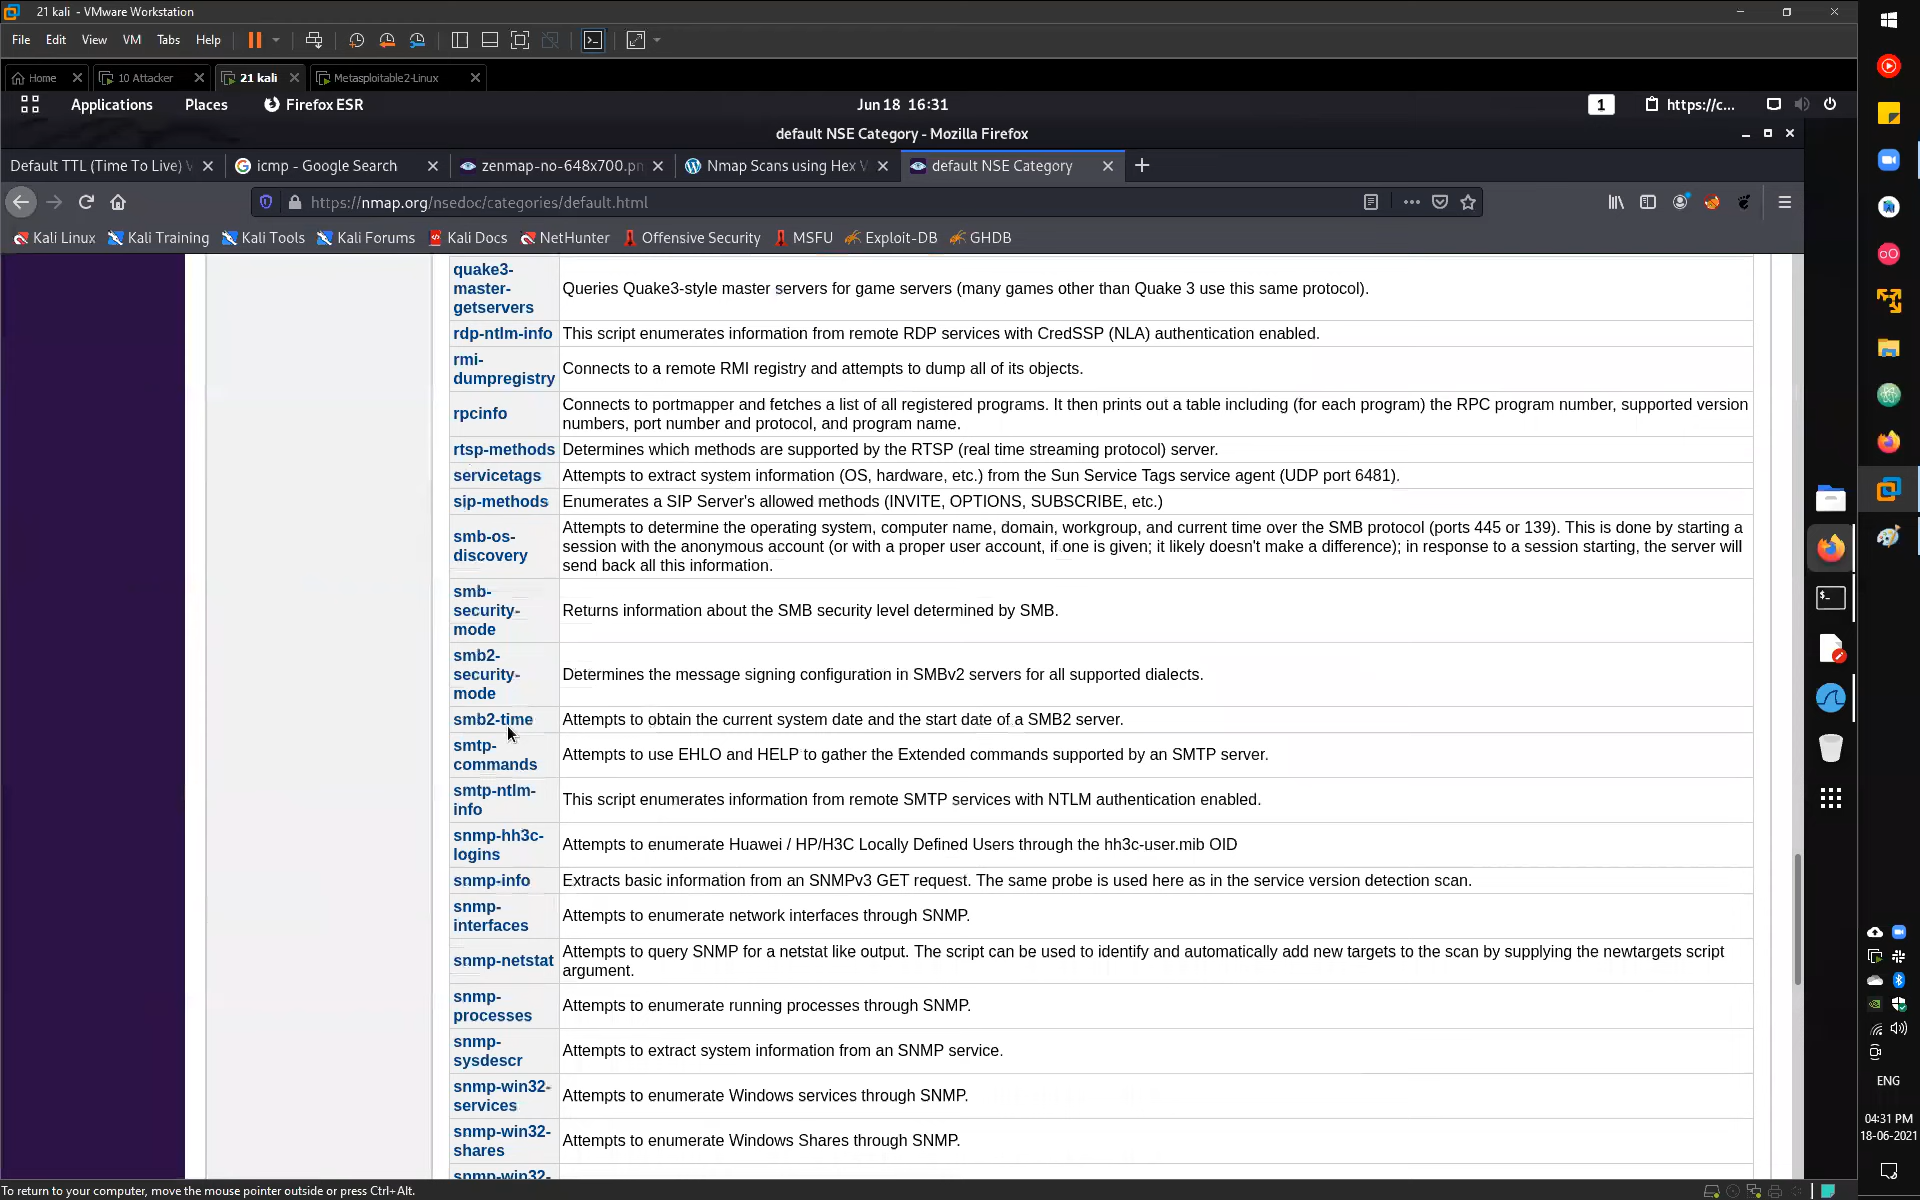 21 kali - VMware Workstation
File Edit View VM Tabs Help
Home 10 Attacker 21 kali Metasploitable2-Linux
Applications Places Firefox ESR Jun 18 16:31 1 https://c...
default NSE Category - Mozilla Firefox
Default TTL (Time To Live) icmp - Google Search zenmap-no-648x700.pn Nmap Scans using Hex V default NSE Category
https://nmap.org/nsedoc/categories/default.html
Kali Linux Kali Training Kali Tools Kali Forums Kali Docs NetHunter Offensive Security MSFU Exploit-DB GHDB
quake3-
master-
getservers
Queries Quake3-style master servers for game servers (many games other than Quake 3 use this same protocol).
rdp-ntlm-info This script enumerates information from remote RDP services with CredSSP (NLA) authentication enabled.
rmi-
dumpregistry
Connects to a remote RMI registry and attempts to dump all of its objects.
rpcinfo
Connects to portmapper and fetches a list of all registered programs. It then prints out a table including (for each program) the RPC program number, supported version
numbers, port number and protocol, and program name.
rtsp-methods Determines which methods are supported by the RTSP (real time streaming protocol) server.
servicetags Attempts to extract system information (OS, hardware, etc.) from the Sun Service Tags service agent (UDP port 6481).
sip-methods Enumerates a SIP Server's allowed methods (INVITE, OPTIONS, SUBSCRIBE, etc.)
smb-os-
discovery
Attempts to determine the operating system, computer name, domain, workgroup, and current time over the SMB protocol (ports 445 or 139). This is done by starting a
session with the anonymous account (or with a proper user account, if one is given; it likely doesn't make a difference); in response to a session starting, the server will
send back all this information.
smb-
security-
mode
Returns information about the SMB security level determined by SMB.
smb2-
security-
mode
Determines the message signing configuration in SMBv2 servers for all supported dialects.
smb2-time Attempts to obtain the current system date and the start date of a SMB2 server.
smtp-
commands
Attempts to use EHLO and HELP to gather the Extended commands supported by an SMTP server.
smtp-ntlm-
info
This script enumerates information from remote SMTP services with NTLM authentication enabled.
snmp-hh3c-
logins
Attempts to enumerate Huawei / HP/H3C Locally Defined Users through the hh3c-user.mib OID
snmp-info Extracts basic information from an SNMPv3 GET request. The same probe is used here as in the service version detection scan.
snmp-
interfaces
Attempts to enumerate network interfaces through SNMP.
snmp-netstat
Attempts to query SNMP for a netstat like output. The script can be used to identify and automatically add new targets to the scan by supplying the newtargets script
argument.
snmp-
processes
Attempts to enumerate running processes through SNMP.
snmp-
sysdescr
Attempts to extract system information from an SNMP service.
snmp-win32-
services
Attempts to enumerate Windows services through SNMP.
snmp-win32-
shares
Attempts to enumerate Windows Shares through SNMP.
snmp-win32-
ENG
04:31 PM
18-06-2021
To return to your computer, move the mouse pointer outside or press Ctrl+Alt.